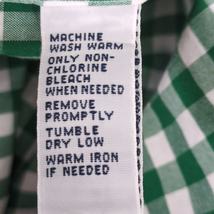 MACHINE
WASH WARM
ONLY NON-
CHLORINE
BLEACH
WHEN NEEDED
REMOVE
PROMPTLY
TUMBLE
DRY LOW
WARM IRON
IF NEEDED